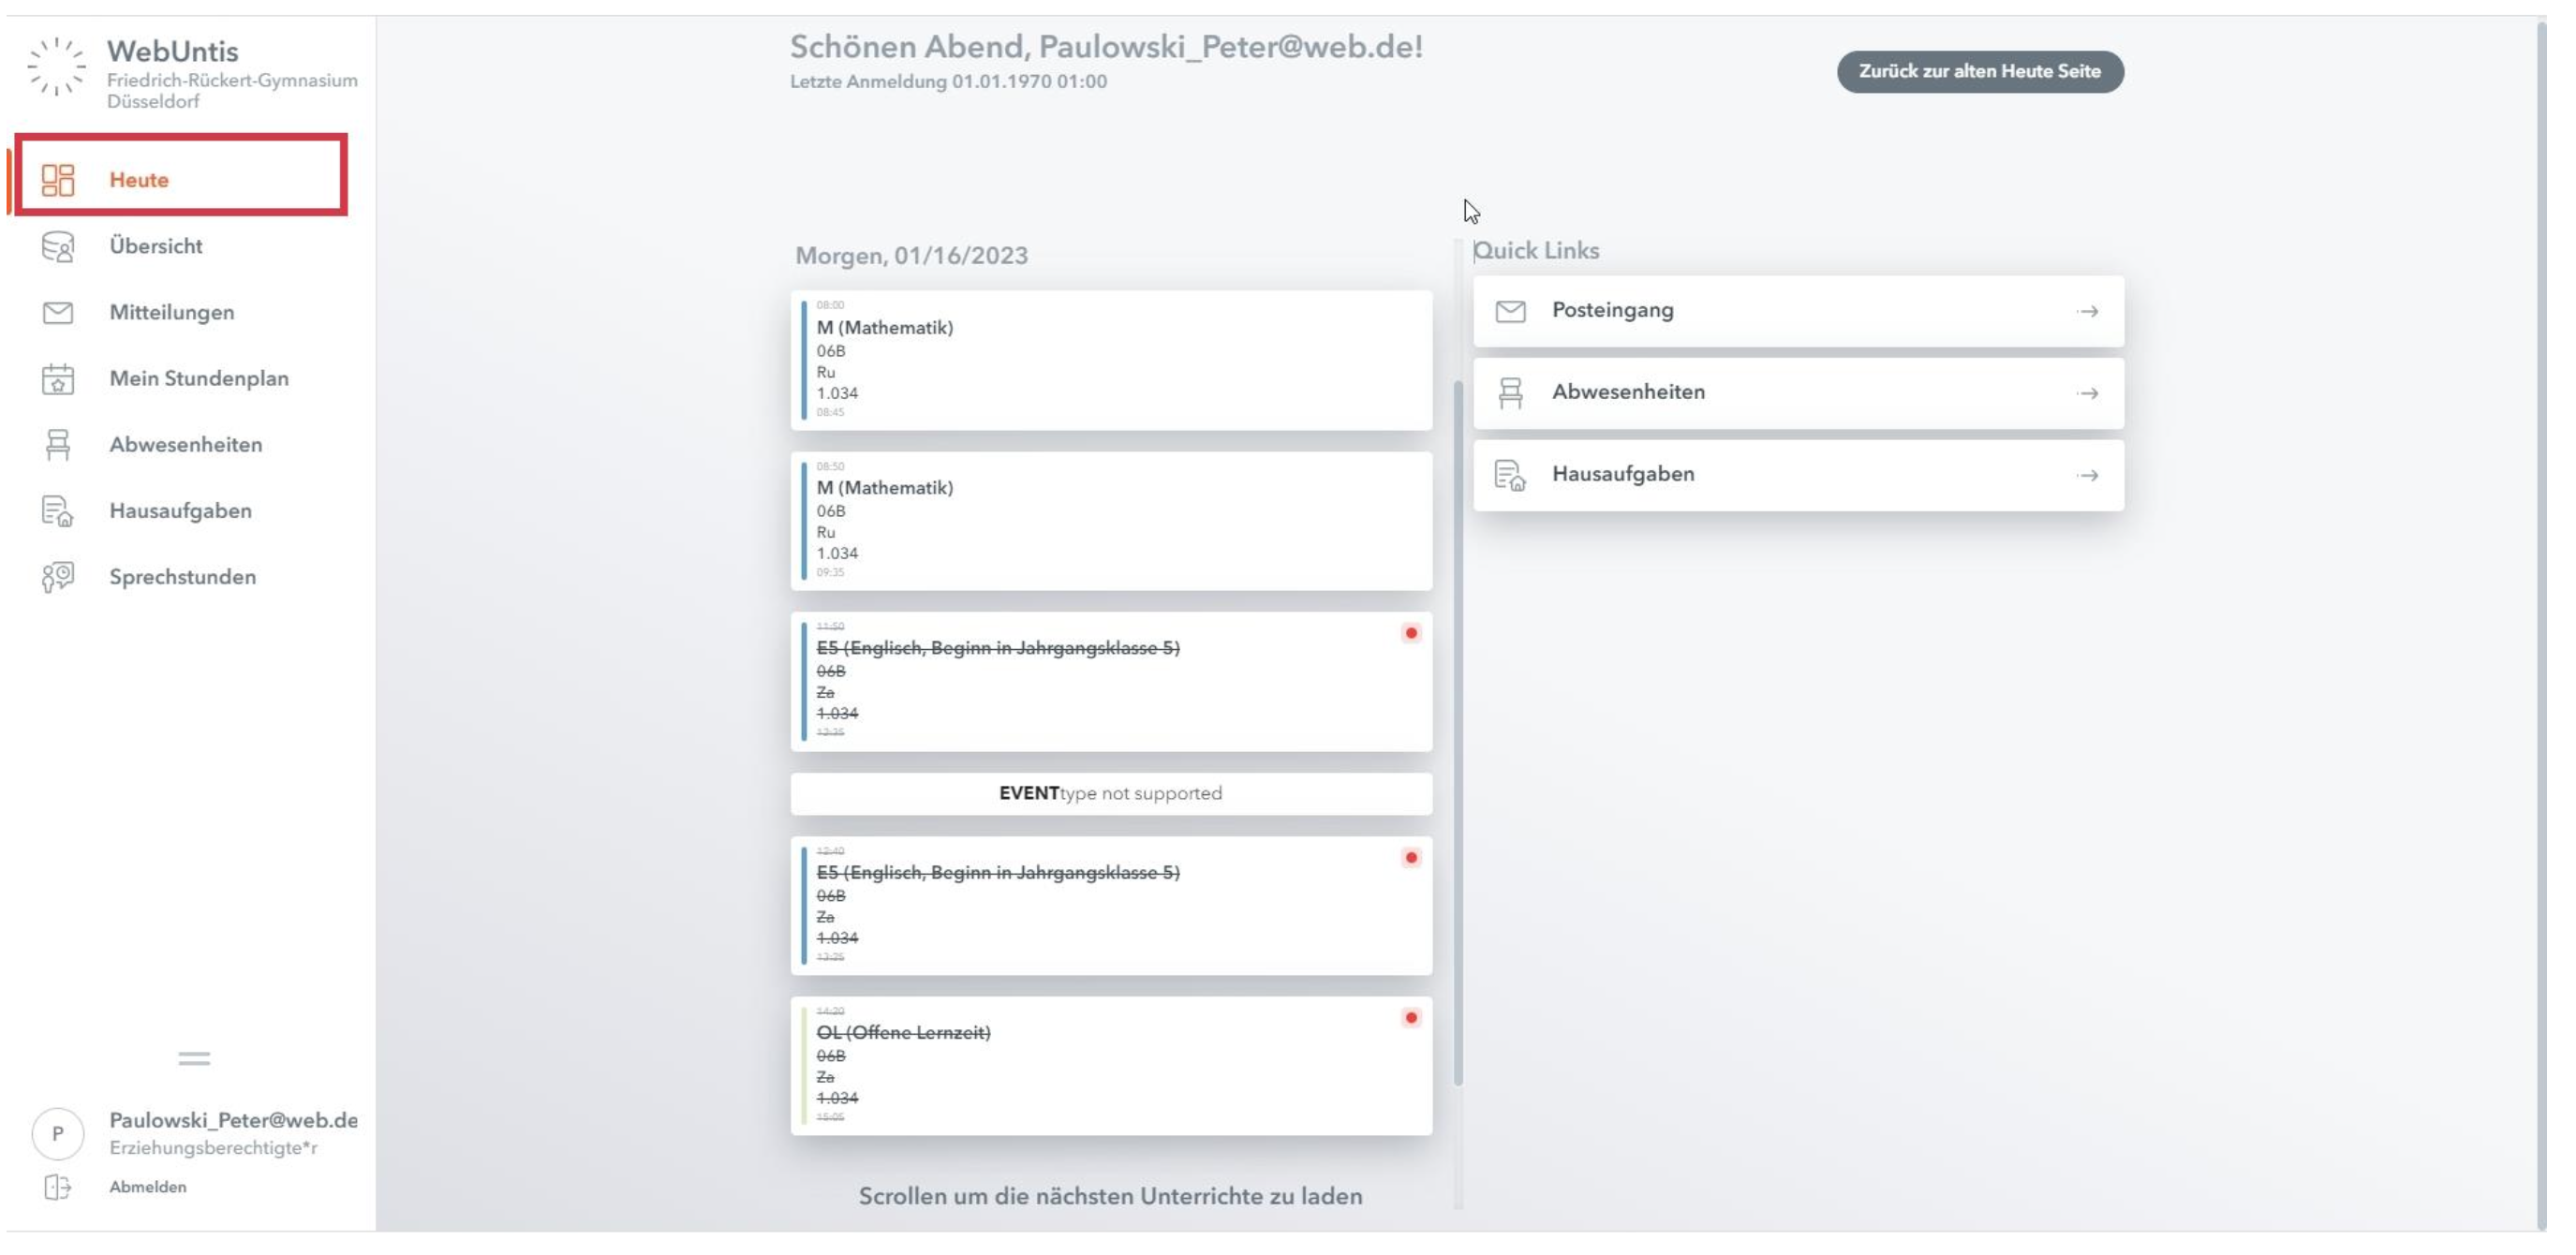 WebUntis
Friedrich-Rückert-Gymnasium
Düsseldorf
Heute
Übersicht
Mitteilungen
Mein Stundenplan
Abwesenheiten
Hausaufgaben
Sprechstunden
P
Paulowski_Peter@web.de
Erziehungsberechtigte*r
Abmelden
Schönen Abend, Paulowski_Peter@web.de!
Letzte Anmeldung 01.01.1970 01:00
Zurück zur alten Heute Seite
Morgen, 01/16/2023
08:00
M (Mathematik)
06B
Ru
1.034
08:45
08:50
M (Mathematik)
06B
Ru
1.034
09:35
11:50
E5 (Englisch, Beginn in Jahrgangsklasse 5)
06B
Za
1.034
12:35
EVENTtype not supported
12:40
E5 (Englisch, Beginn in Jahrgangsklasse 5)
06B
Za
1.034
13:25
14:20
OL (Offene Lernzeit)
06B
Za
1.034
15:05
Scrollen um die nächsten Unterrichte zu laden
Quick Links
Posteingang
Abwesenheiten
Hausaufgaben